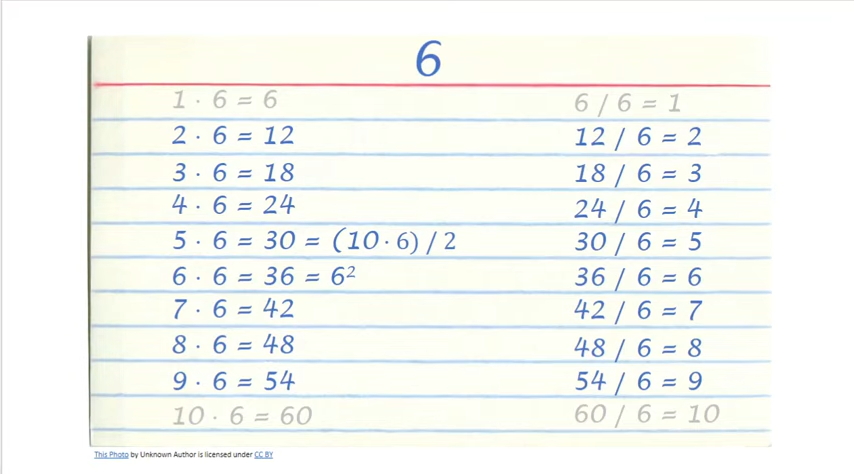 6
1 · 6 = 6    6 / 6 = 1
2 · 6 = 12    12 / 6 = 2
3 · 6 = 18    18 / 6 = 3
4 · 6 = 24    24 / 6 = 4
5 · 6 = 30 = (10 · 6) / 2    30 / 6 = 5
6 · 6 = 36 = 6²    36 / 6 = 6
7 · 6 = 42    42 / 6 = 7
8 · 6 = 48    48 / 6 = 8
9 · 6 = 54    54 / 6 = 9
10 · 6 = 60    60 / 6 = 10
This Photo by Unknown Author is licensed under CC BY